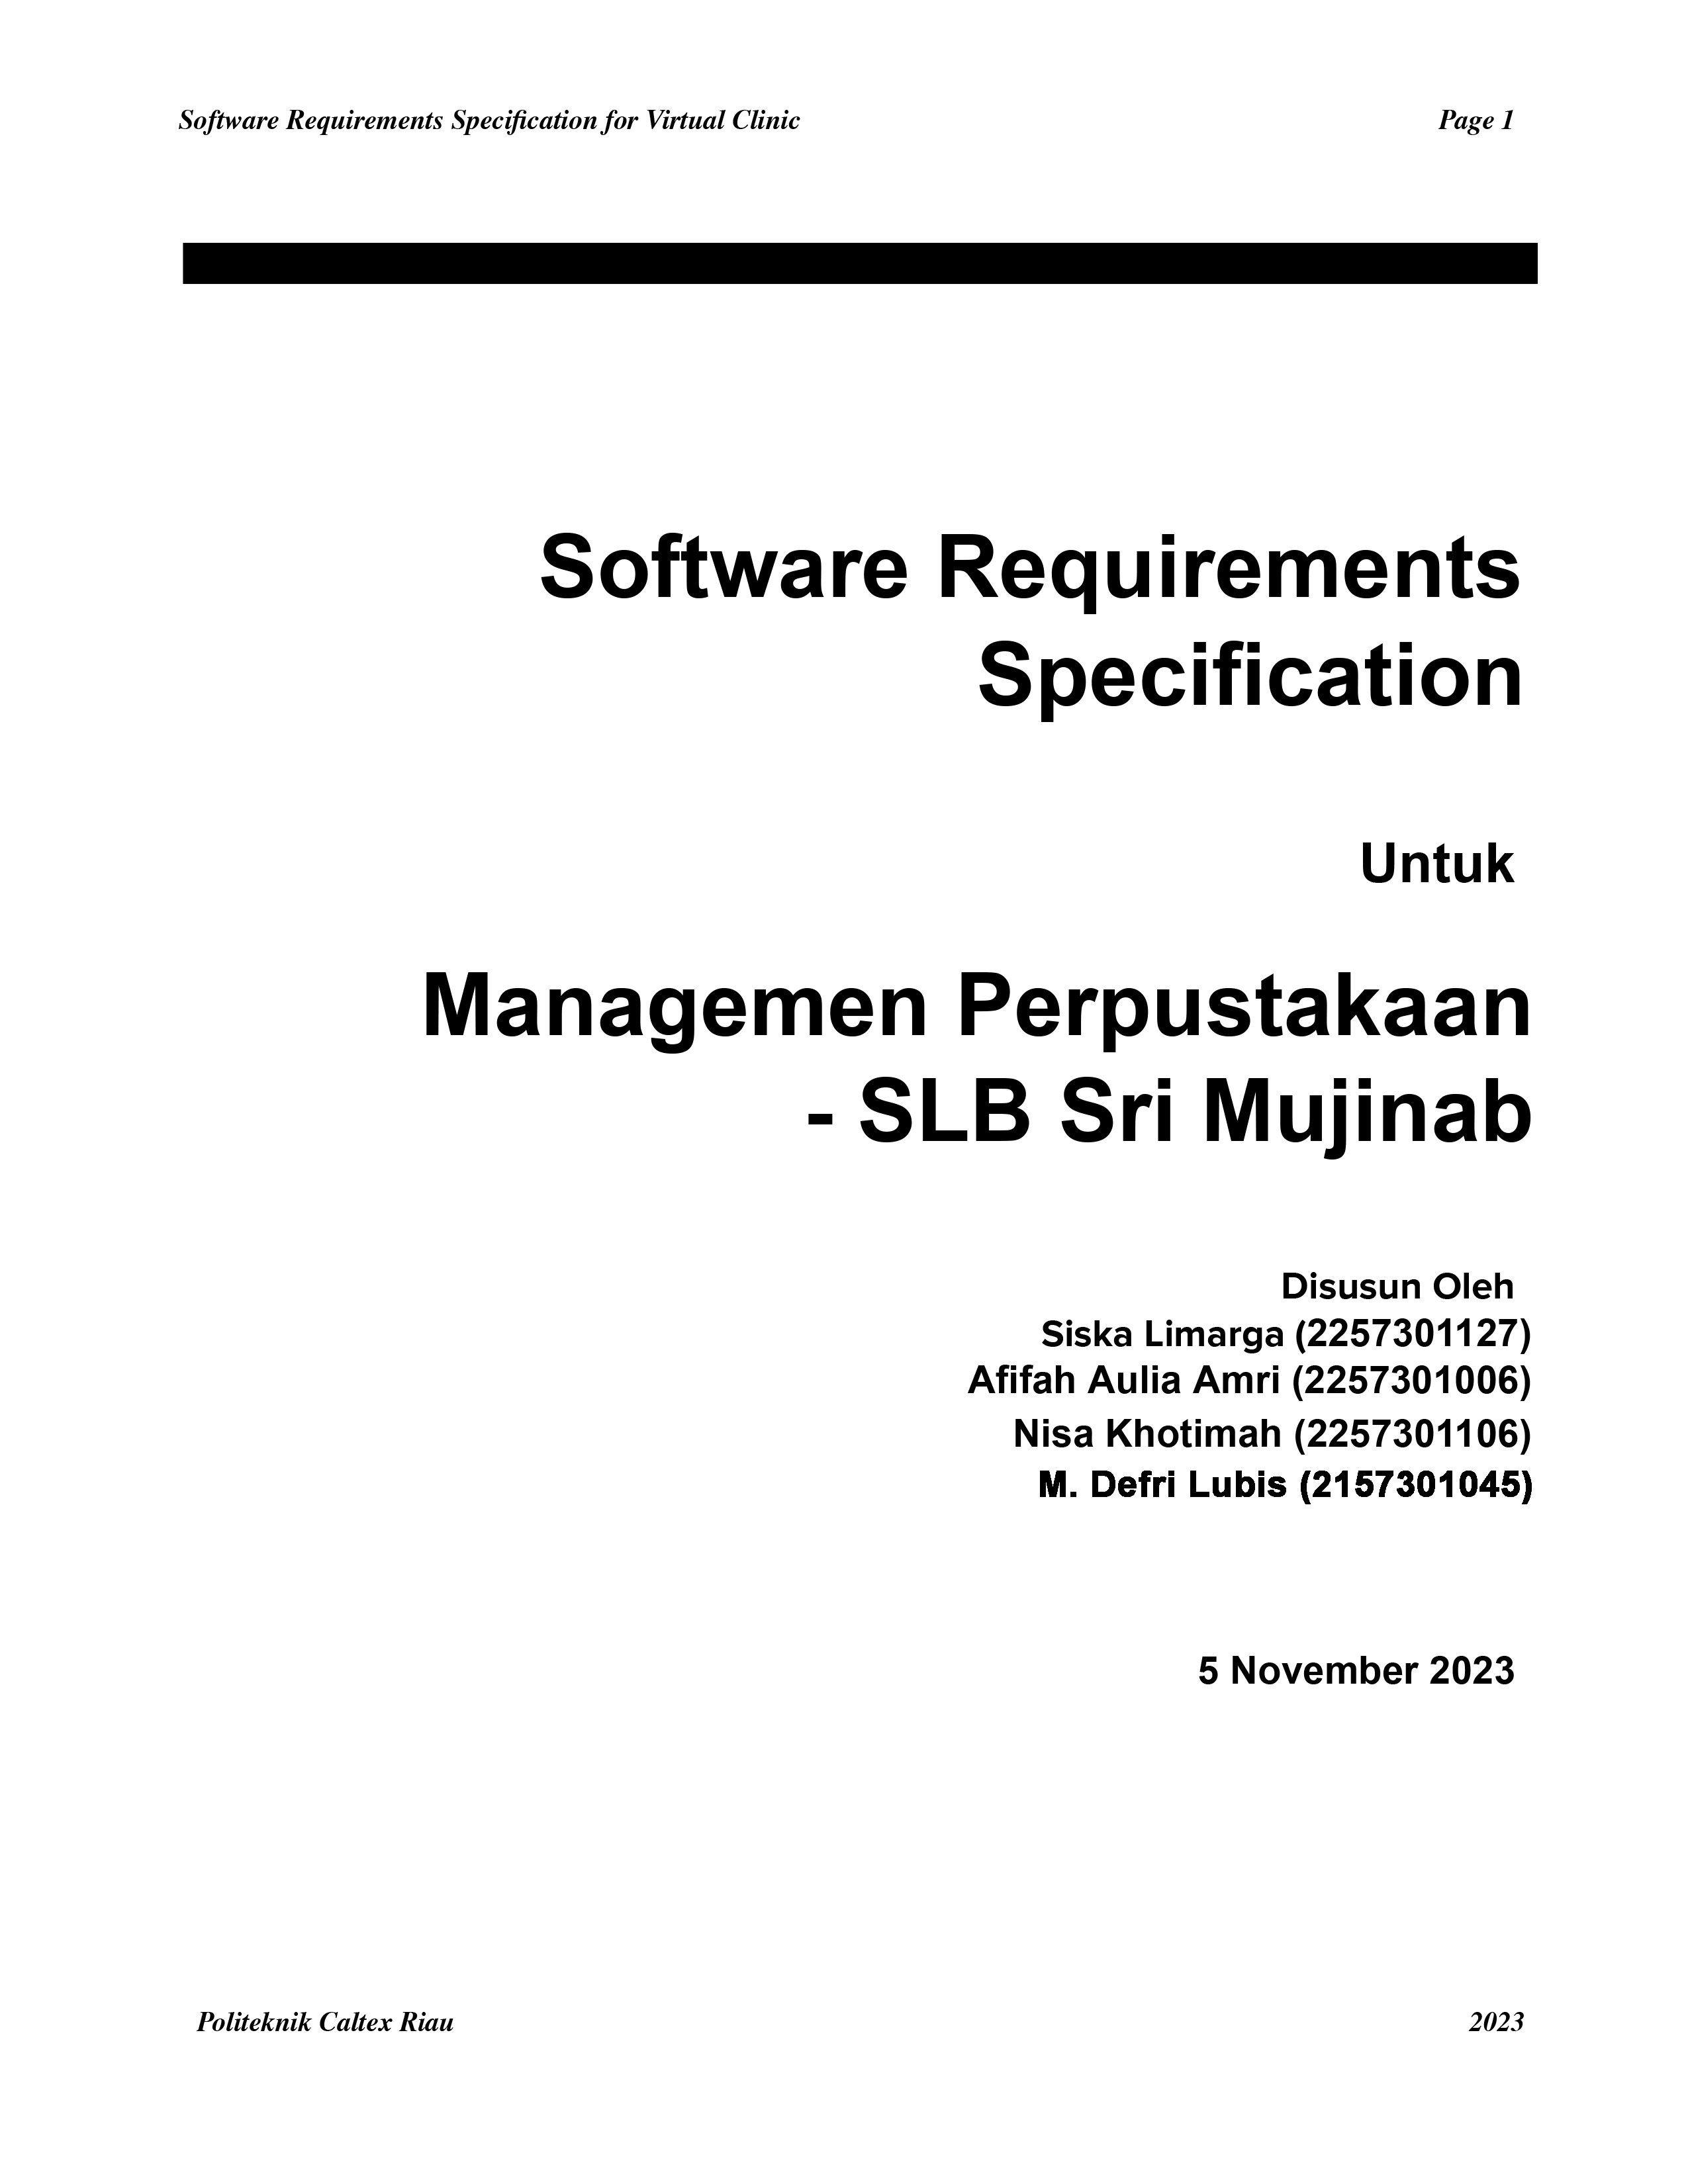 Software Requirements Specification for Virtual Clinic Page 1
Software Requirements
Specification
Untuk
Managemen Perpustakaan
- SLB Sri Mujinab
Disusun Oleh
Siska Limarga (2257301127)
Afifah Aulia Amri (2257301006)
Nisa Khotimah (2257301106)
M. Defri Lubis (2157301045)
5 November 2023
Politeknik Caltex Riau 2023